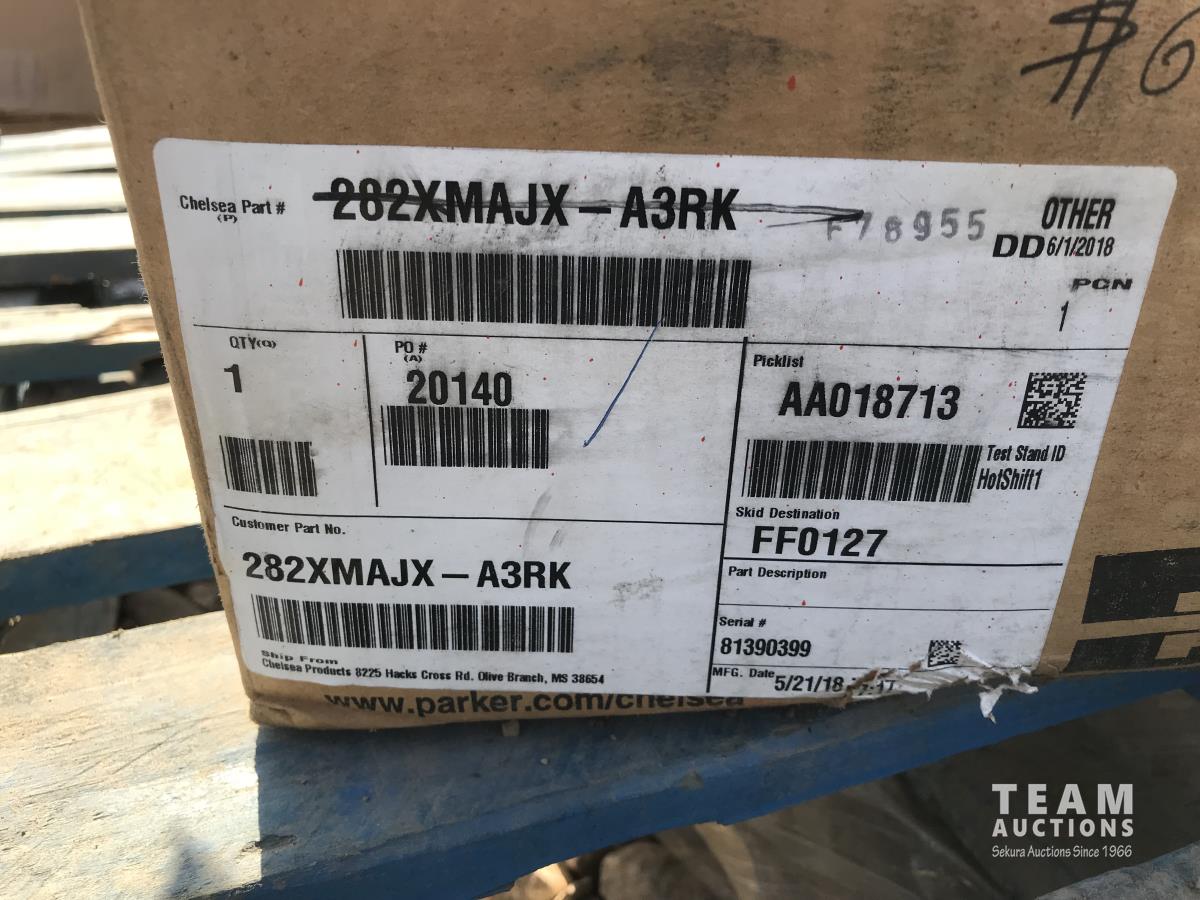 #6
Chelsea Part # 282XMAJX-A3RK F78955 OTHER
(P)
DD 6/1/2018
PCN
1
QTY(Q)
1
PO #
(A)
20140
Picklist
AA018713
Test Stand ID
HotShift1
Skid Destination
FF0127
Customer Part No.
282XMAJX-A3RK
Part Description
Serial #
81390399
Ship From
Chelsea Products 8225 Hacks Cross Rd. Olive Branch, MS 38654
MFG. Date 5/21/18
www.parker.com/chelsea
TEAM
AUCTIONS
Sekura Auctions Since 1966